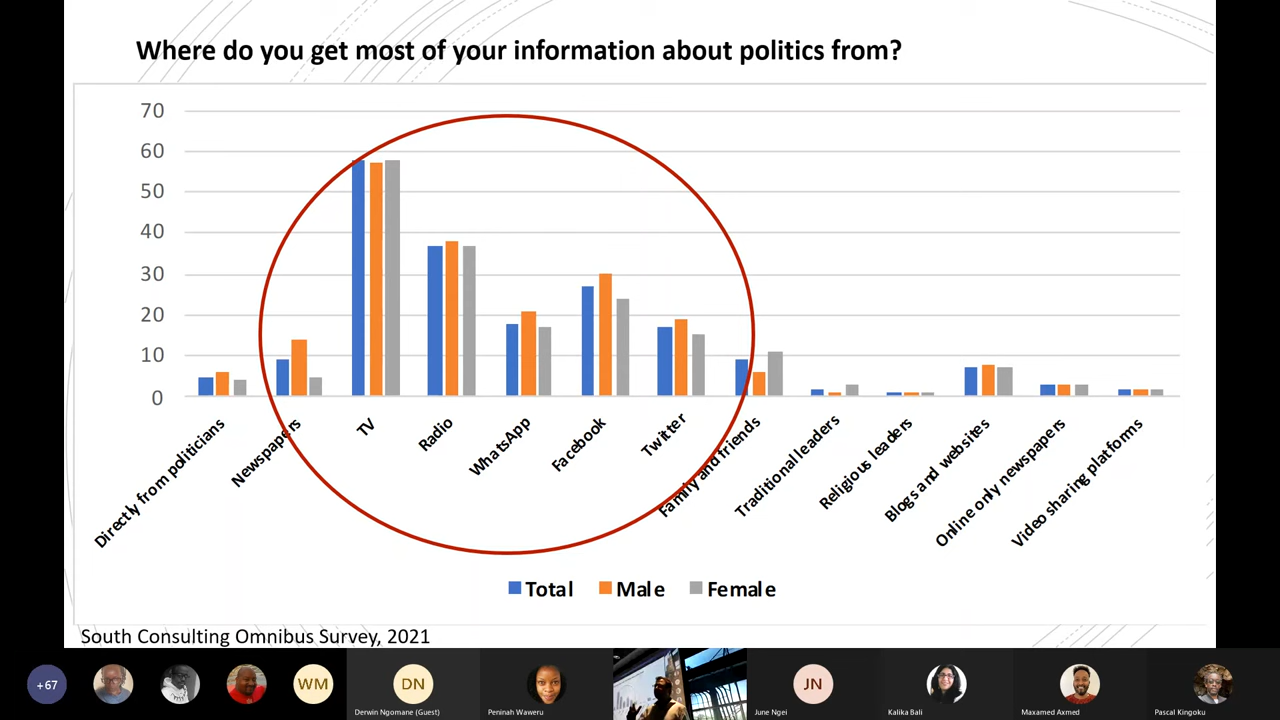 Where do you get most of your information about politics from?
70
60
50
40
30
20
10
0
Directly from politicians
Newspapers
TV
Radio
WhatsApp
Facebook
Twitter
Family and friends
Traditional leaders
Religious leaders
Blogs and websites
Online only newspapers
Video sharing platforms
Total Male Female
South Consulting Omnibus Survey, 2021
+67
WM
DN
JN
Derwin Ngomane (Guest)
Peninah Waweru
June Ngei
Kalika Bali
Maxamed Axmed
Pascal Kingoku